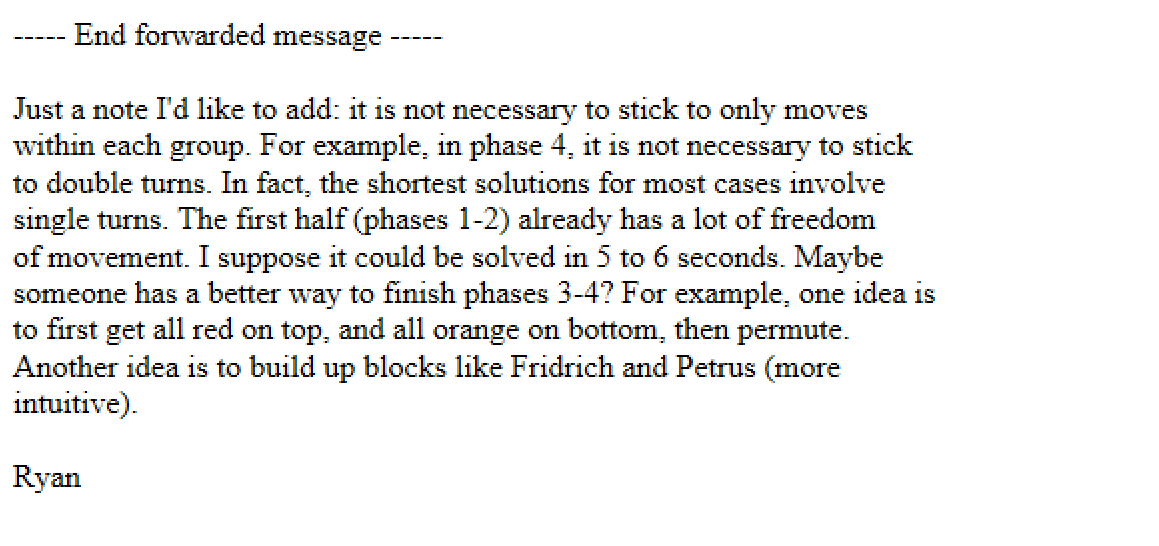 ----- End forwarded message -----
Just a note I'd like to add: it is not necessary to stick to only moves
within each group. For example, in phase 4, it is not necessary to stick
to double turns. In fact, the shortest solutions for most cases involve
single turns. The first half (phases 1-2) already has a lot of freedom
of movement. I suppose it could be solved in 5 to 6 seconds. Maybe
someone has a better way to finish phases 3-4? For example, one idea is
to first get all red on top, and all orange on bottom, then permute.
Another idea is to build up blocks like Fridrich and Petrus (more
intuitive).
Ryan